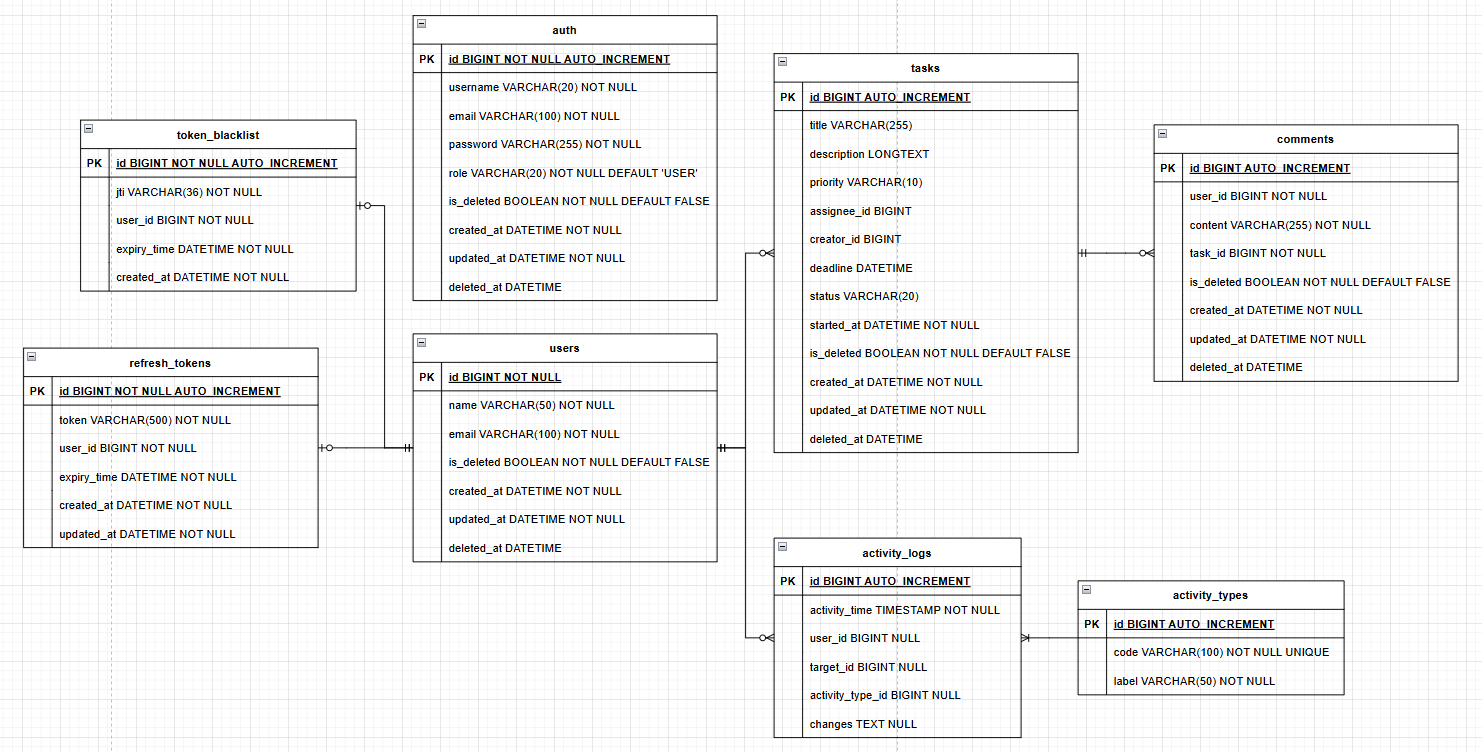 auth
PK id BIGINT NOT NULL AUTO_INCREMENT
username VARCHAR(20) NOT NULL
email VARCHAR(100) NOT NULL
password VARCHAR(255) NOT NULL
role VARCHAR(20) NOT NULL DEFAULT 'USER'
is_deleted BOOLEAN NOT NULL DEFAULT FALSE
created_at DATETIME NOT NULL
updated_at DATETIME NOT NULL
deleted_at DATETIME
token_blacklist
PK id BIGINT NOT NULL AUTO_INCREMENT
jti VARCHAR(36) NOT NULL
user_id BIGINT NOT NULL
expiry_time DATETIME NOT NULL
created_at DATETIME NOT NULL
refresh_tokens
PK id BIGINT NOT NULL AUTO_INCREMENT
token VARCHAR(500) NOT NULL
user_id BIGINT NOT NULL
expiry_time DATETIME NOT NULL
created_at DATETIME NOT NULL
updated_at DATETIME NOT NULL
users
PK id BIGINT NOT NULL
name VARCHAR(50) NOT NULL
email VARCHAR(100) NOT NULL
is_deleted BOOLEAN NOT NULL DEFAULT FALSE
created_at DATETIME NOT NULL
updated_at DATETIME NOT NULL
deleted_at DATETIME
tasks
PK id BIGINT AUTO_INCREMENT
title VARCHAR(255)
description LONGTEXT
priority VARCHAR(10)
assignee_id BIGINT
creator_id BIGINT
deadline DATETIME
status VARCHAR(20)
started_at DATETIME NOT NULL
is_deleted BOOLEAN NOT NULL DEFAULT FALSE
created_at DATETIME NOT NULL
updated_at DATETIME NOT NULL
deleted_at DATETIME
comments
PK id BIGINT AUTO_INCREMENT
user_id BIGINT NOT NULL
content VARCHAR(255) NOT NULL
task_id BIGINT NOT NULL
is_deleted BOOLEAN NOT NULL DEFAULT FALSE
created_at DATETIME NOT NULL
updated_at DATETIME NOT NULL
deleted_at DATETIME
activity_logs
PK id BIGINT AUTO_INCREMENT
activity_time TIMESTAMP NOT NULL
user_id BIGINT NULL
target_id BIGINT NULL
activity_type_id BIGINT NULL
changes TEXT NULL
activity_types
PK id BIGINT AUTO_INCREMENT
code VARCHAR(100) NOT NULL UNIQUE
label VARCHAR(50) NOT NULL